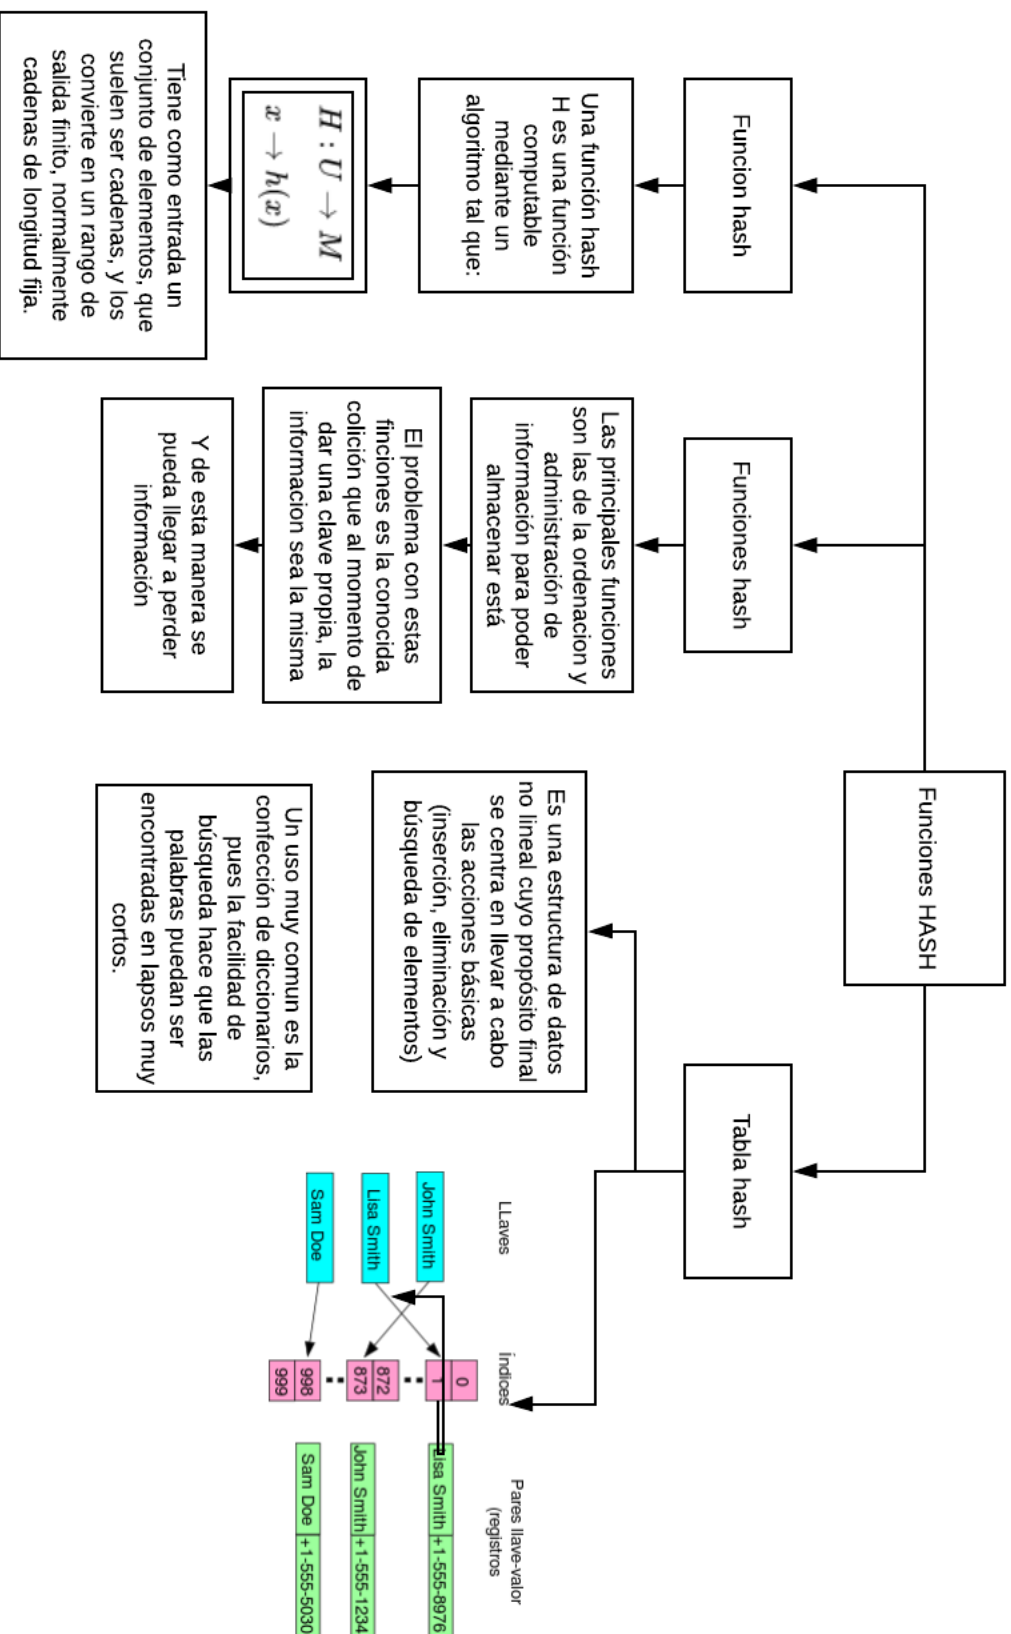 Funciones HASH
Funcion hash
Una función hash
H es una función
computable
mediante un
algoritmo tal que:
H : U → M
x → h(x)
Tiene como entrada un
conjunto de elementos, que
suelen ser cadenas, y los
convierte en un rango de
salida finito, normalmente
cadenas de longitud fija.
Funciones hash
Las principales funciones
son las de la ordenacion y
administración de
información para poder
almacenar está
El problema con estas
finciones es la conocida
colición que al momento de
dar una clave propia, la
informacion sea la misma
Y de esta manera se
pueda llegar a perder
información
Tabla hash
Es una estructura de datos
no lineal cuyo propósito final
se centra en llevar a cabo
las acciones básicas
(inserción, eliminación y
búsqueda de elementos)
Un uso muy comun es la
confección de diccionarios,
pues la facilidad de
búsqueda hace que las
palabras puedan ser
encontradas en lapsos muy
cortos.
LLaves
John Smith
Lisa Smith
Sam Doe
Índices
0
1
872
873
998
999
Pares llave-valor
(registros
Lisa Smith +1-555-8976
John Smith +1-555-1234
Sam Doe +1-555-5030